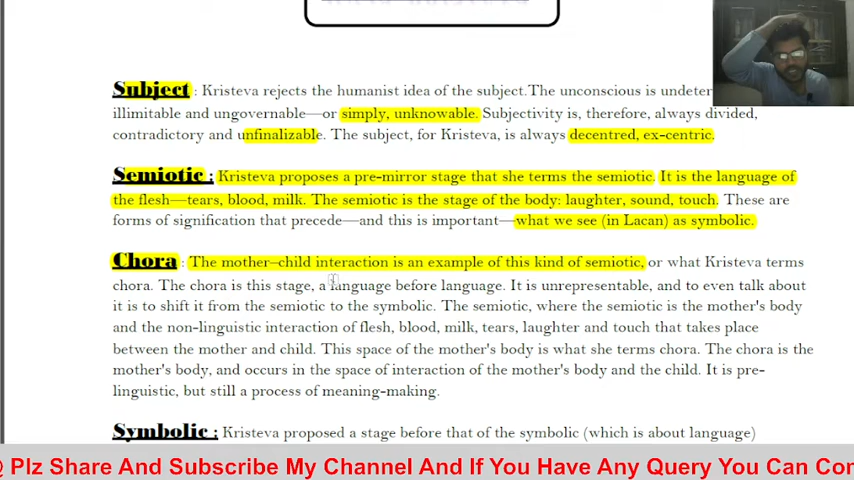 Subject : Kristeva rejects the humanist idea of the subject.The unconscious is
illimitable and ungovernable—or simply, unknowable. Subjectivity is, therefore, always divided,
contradictory and unfinalizable. The subject, for Kristeva, is always decentred, ex-centric.
Semiotic : Kristeva proposes a pre-mirror stage that she terms the semiotic. It is the language of
the flesh—tears, blood, milk. The semiotic is the stage of the body: laughter, sound, touch. These are
forms of signification that precede—and this is important—what we see (in Lacan) as symbolic.
Chora : The mother–child interaction is an example of this kind of semiotic, or what Kristeva terms
chora. The chora is this stage, a language before language. It is unrepresentable, and to even talk about
it is to shift it from the semiotic to the symbolic. The semiotic, where the semiotic is the mother's body
and the non-linguistic interaction of flesh, blood, milk, tears, laughter and touch that takes place
between the mother and child. This space of the mother's body is what she terms chora. The chora is the
mother's body, and occurs in the space of interaction of the mother's body and the child. It is pre-
linguistic, but still a process of meaning-making.
Symbolic : Kristeva proposed a stage before that of the symbolic (which is about language)
Plz Share And Subscribe My Channel And If You Have Any Query You Can